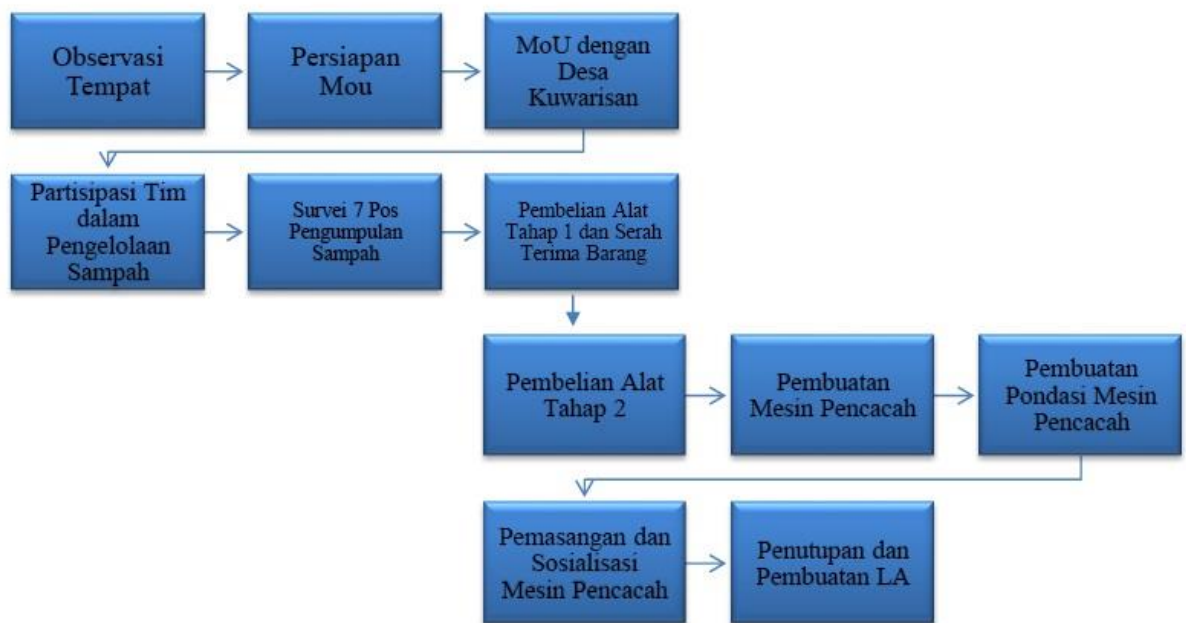 Observasi
Tempat
Persiapan
Mou
MoU dengan
Desa
Kuwarisan
Partisipasi Tim
dalam
Pengelolaan
Sampah
Survei 7 Pos
Pengumpulan
Sampah
Pembelian Alat
Tahap 1 dan Serah
Terima Barang
Pembelian Alat
Tahap 2
Pembuatan
Mesin Pencacah
Pembuatan
Pondasi Mesin
Pencacah
Pemasangan dan
Sosialisasi
Mesin Pencacah
Penutupan dan
Pembuatan LA